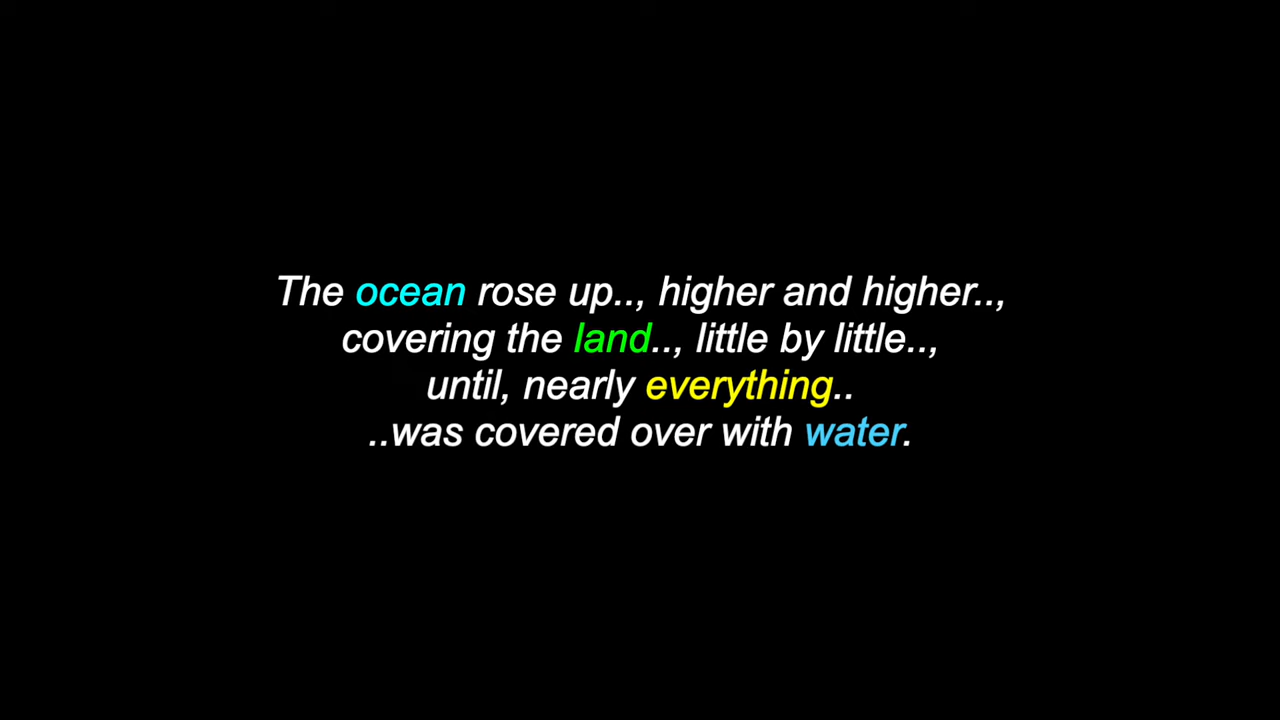 The ocean rose up.., higher and higher..,
covering the land.., little by little..,
until, nearly everything..
..was covered over with water.